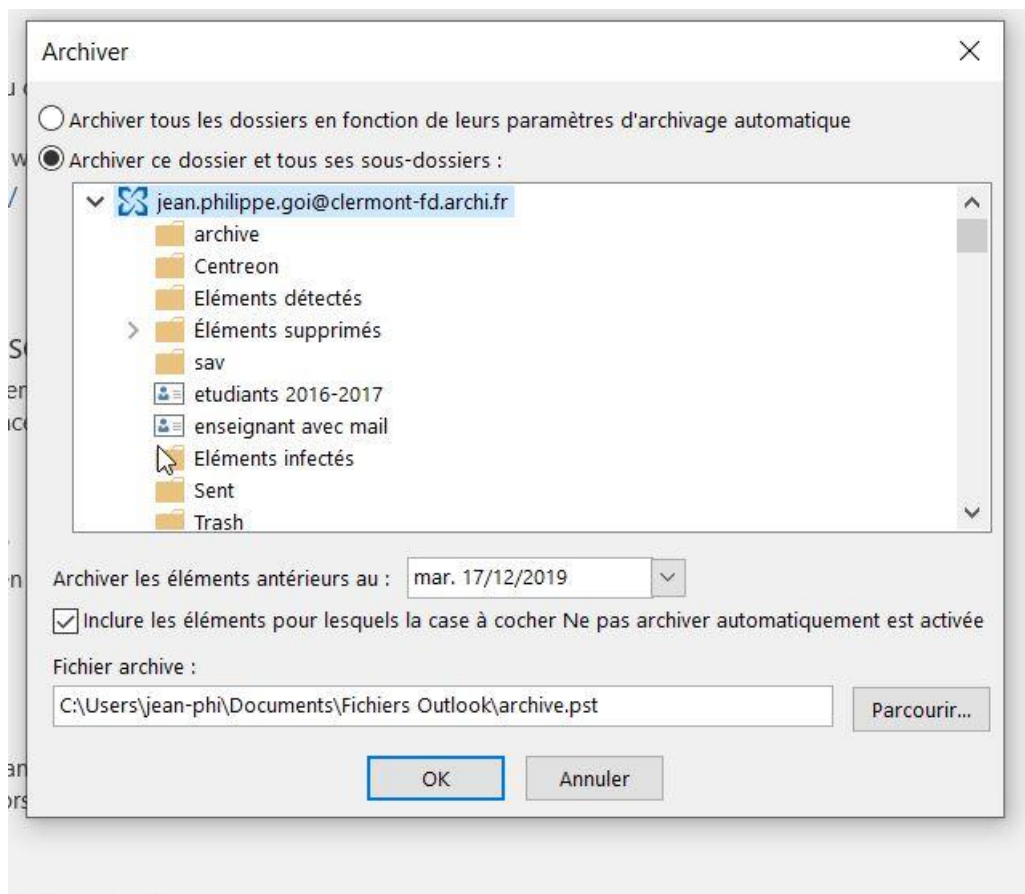 Archiver
Archiver tous les dossiers en fonction de leurs paramètres d'archivage automatique
Archiver ce dossier et tous ses sous-dossiers :
jean.philippe.goi@clermont-fd.archi.fr
archive
Centreon
Eléments détectés
Éléments supprimés
sav
etudiants 2016-2017
enseignant avec mail
Eléments infectés
Sent
Trash
Archiver les éléments antérieurs au : mar. 17/12/2019
Inclure les éléments pour lesquels la case à cocher Ne pas archiver automatiquement est activée
Fichier archive :
C:\Users\jean-phi\Documents\Fichiers Outlook\archive.pst Parcourir...
OK Annuler